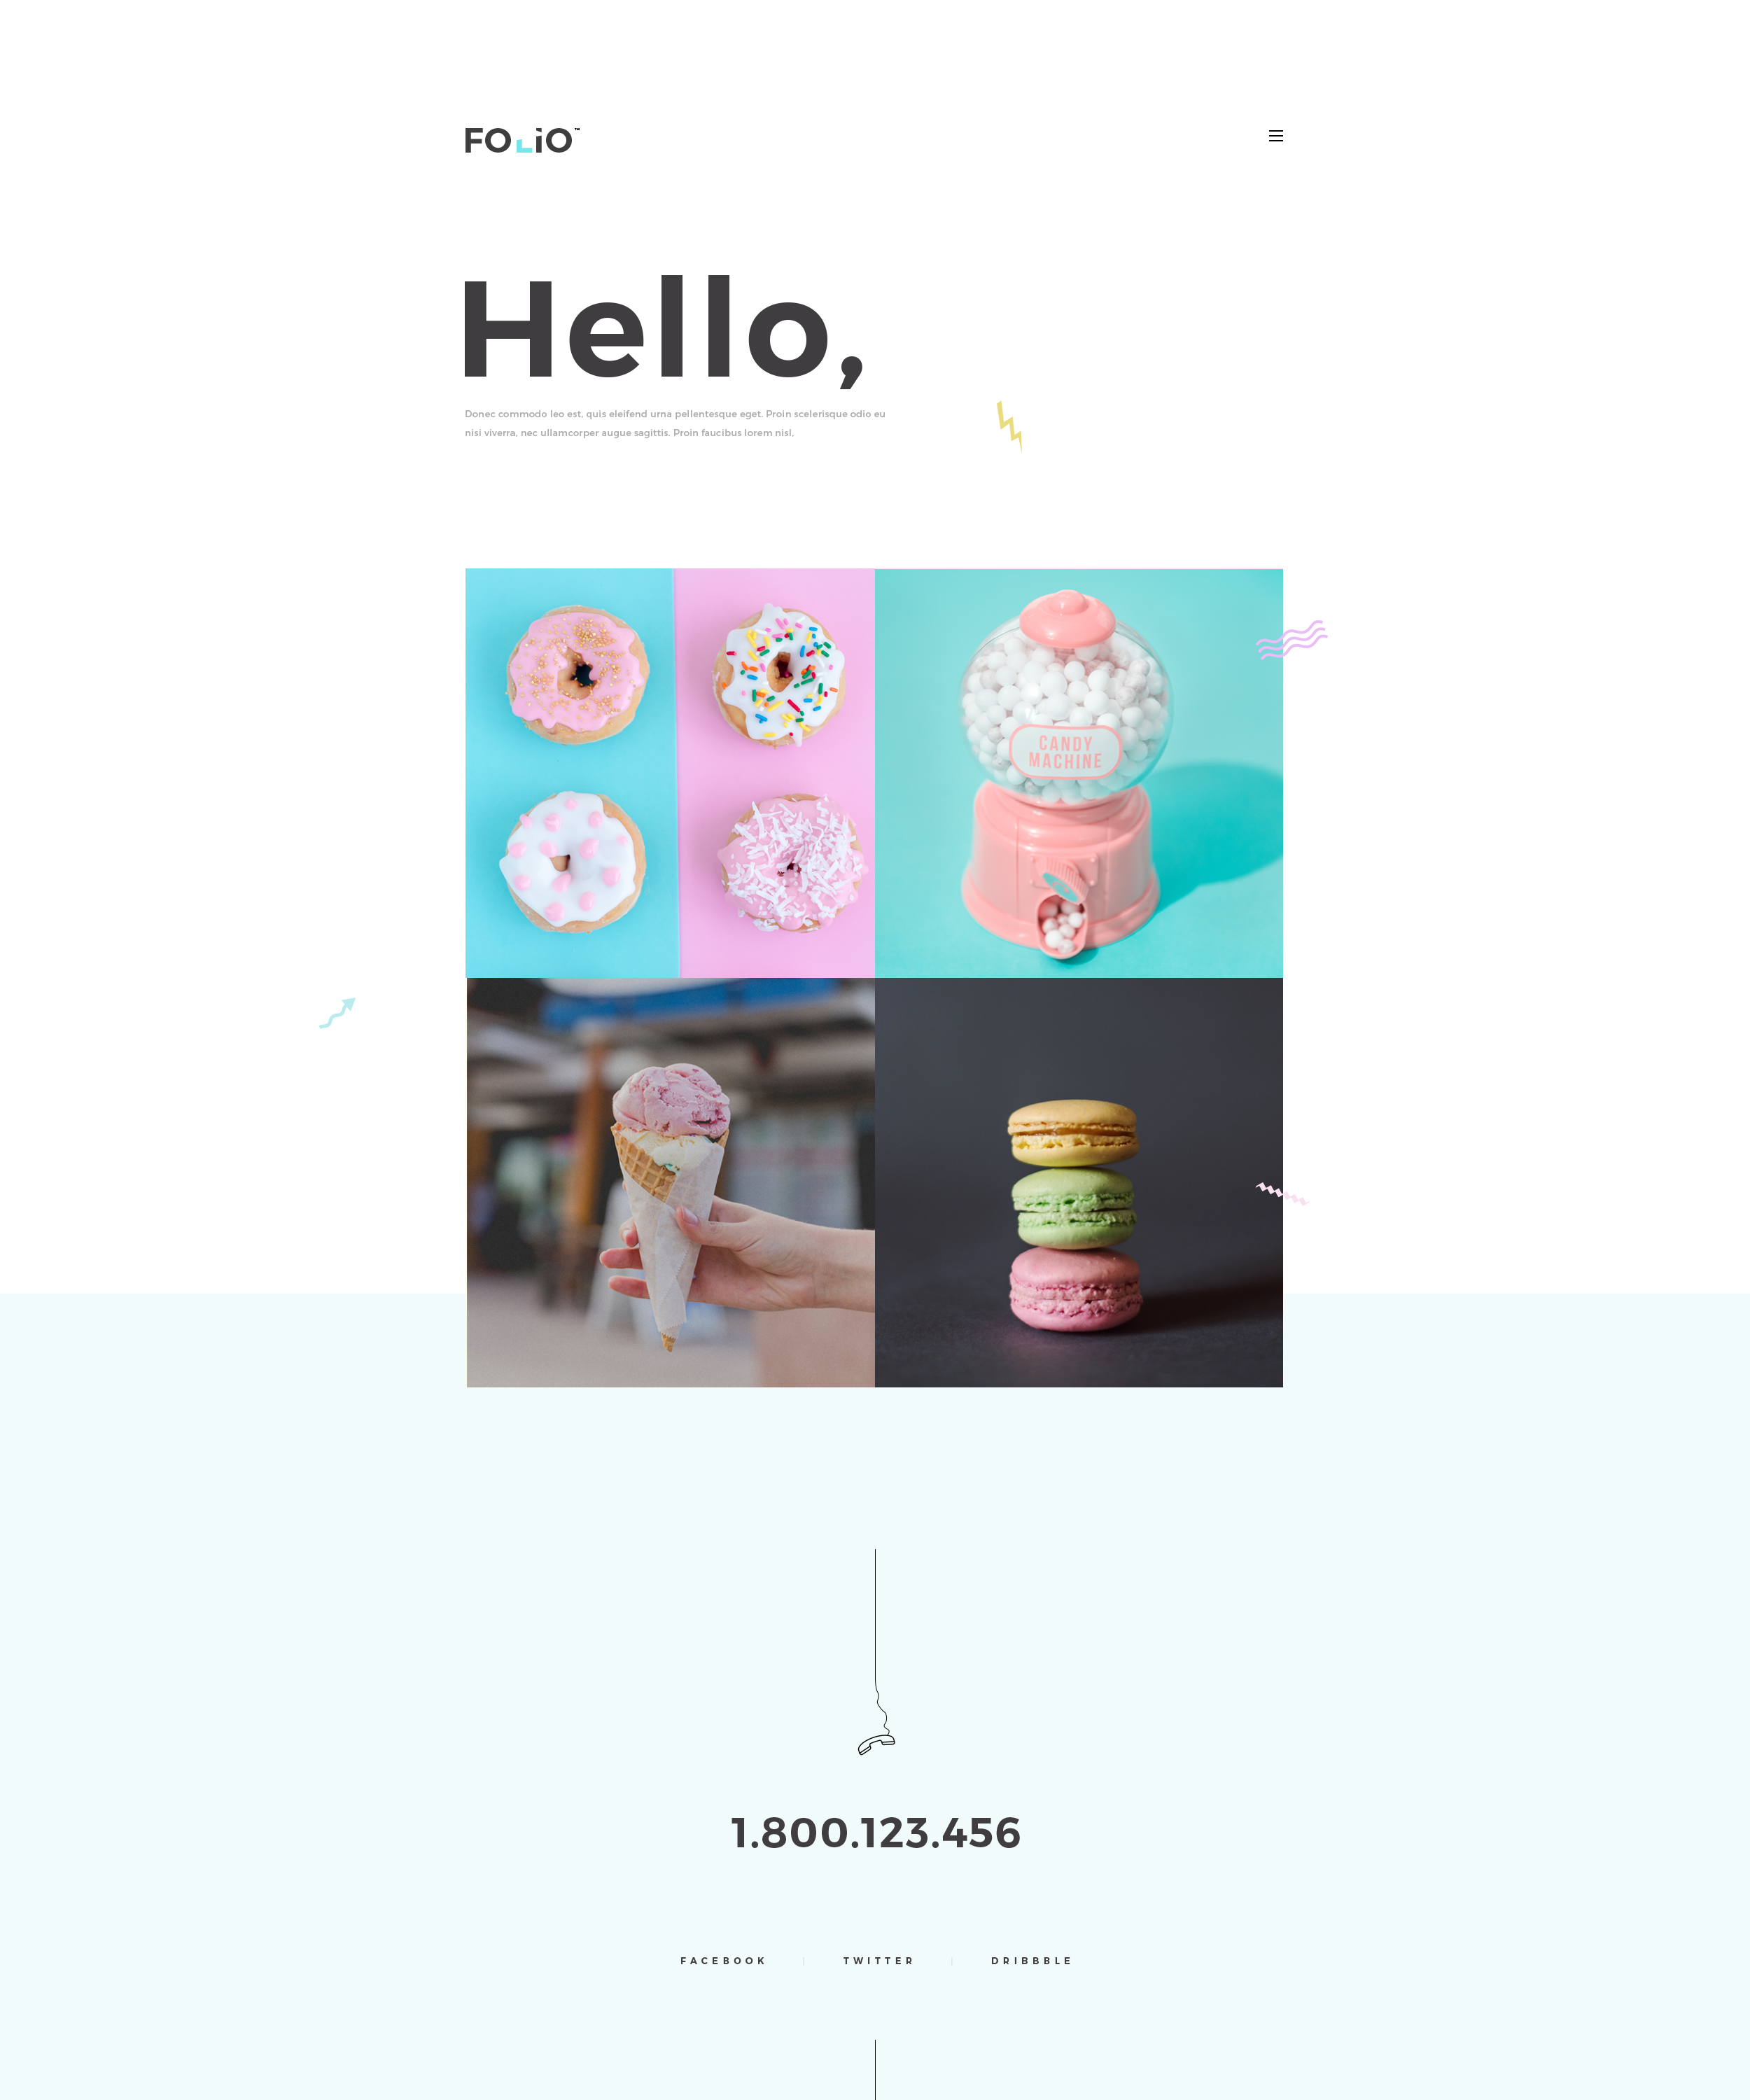 FOLiO™
Hello,
Donec commodo leo est, quis eleifend urna pellentesque eget. Proin scelerisque odio eu
nisi viverra, nec ullamcorper augue sagittis. Proin faucibus lorem nisl,
CANDY
MACHINE
1.800.123.456
FACEBOOK | TWITTER | DRIBBBLE